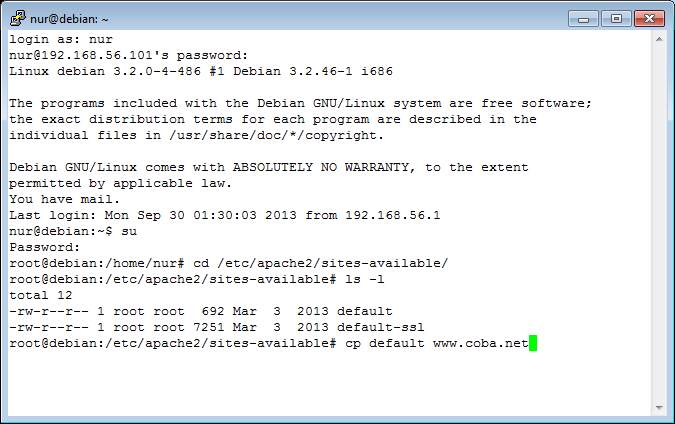 nur@debian: ~
login as: nur
nur@192.168.56.101's password:
Linux debian 3.2.0-4-486 #1 Debian 3.2.46-1 i686

The programs included with the Debian GNU/Linux system are free software;
the exact distribution terms for each program are described in the
individual files in /usr/share/doc/*/copyright.

Debian GNU/Linux comes with ABSOLUTELY NO WARRANTY, to the extent
permitted by applicable law.
You have mail.
Last login: Mon Sep 30 01:30:03 2013 from 192.168.56.1
nur@debian:~$ su
Password:
root@debian:/home/nur# cd /etc/apache2/sites-available/
root@debian:/etc/apache2/sites-available# ls -l
total 12
-rw-r--r-- 1 root root  692 Mar  3  2013 default
-rw-r--r-- 1 root root 7251 Mar  3  2013 default-ssl
root@debian:/etc/apache2/sites-available# cp default www.coba.net